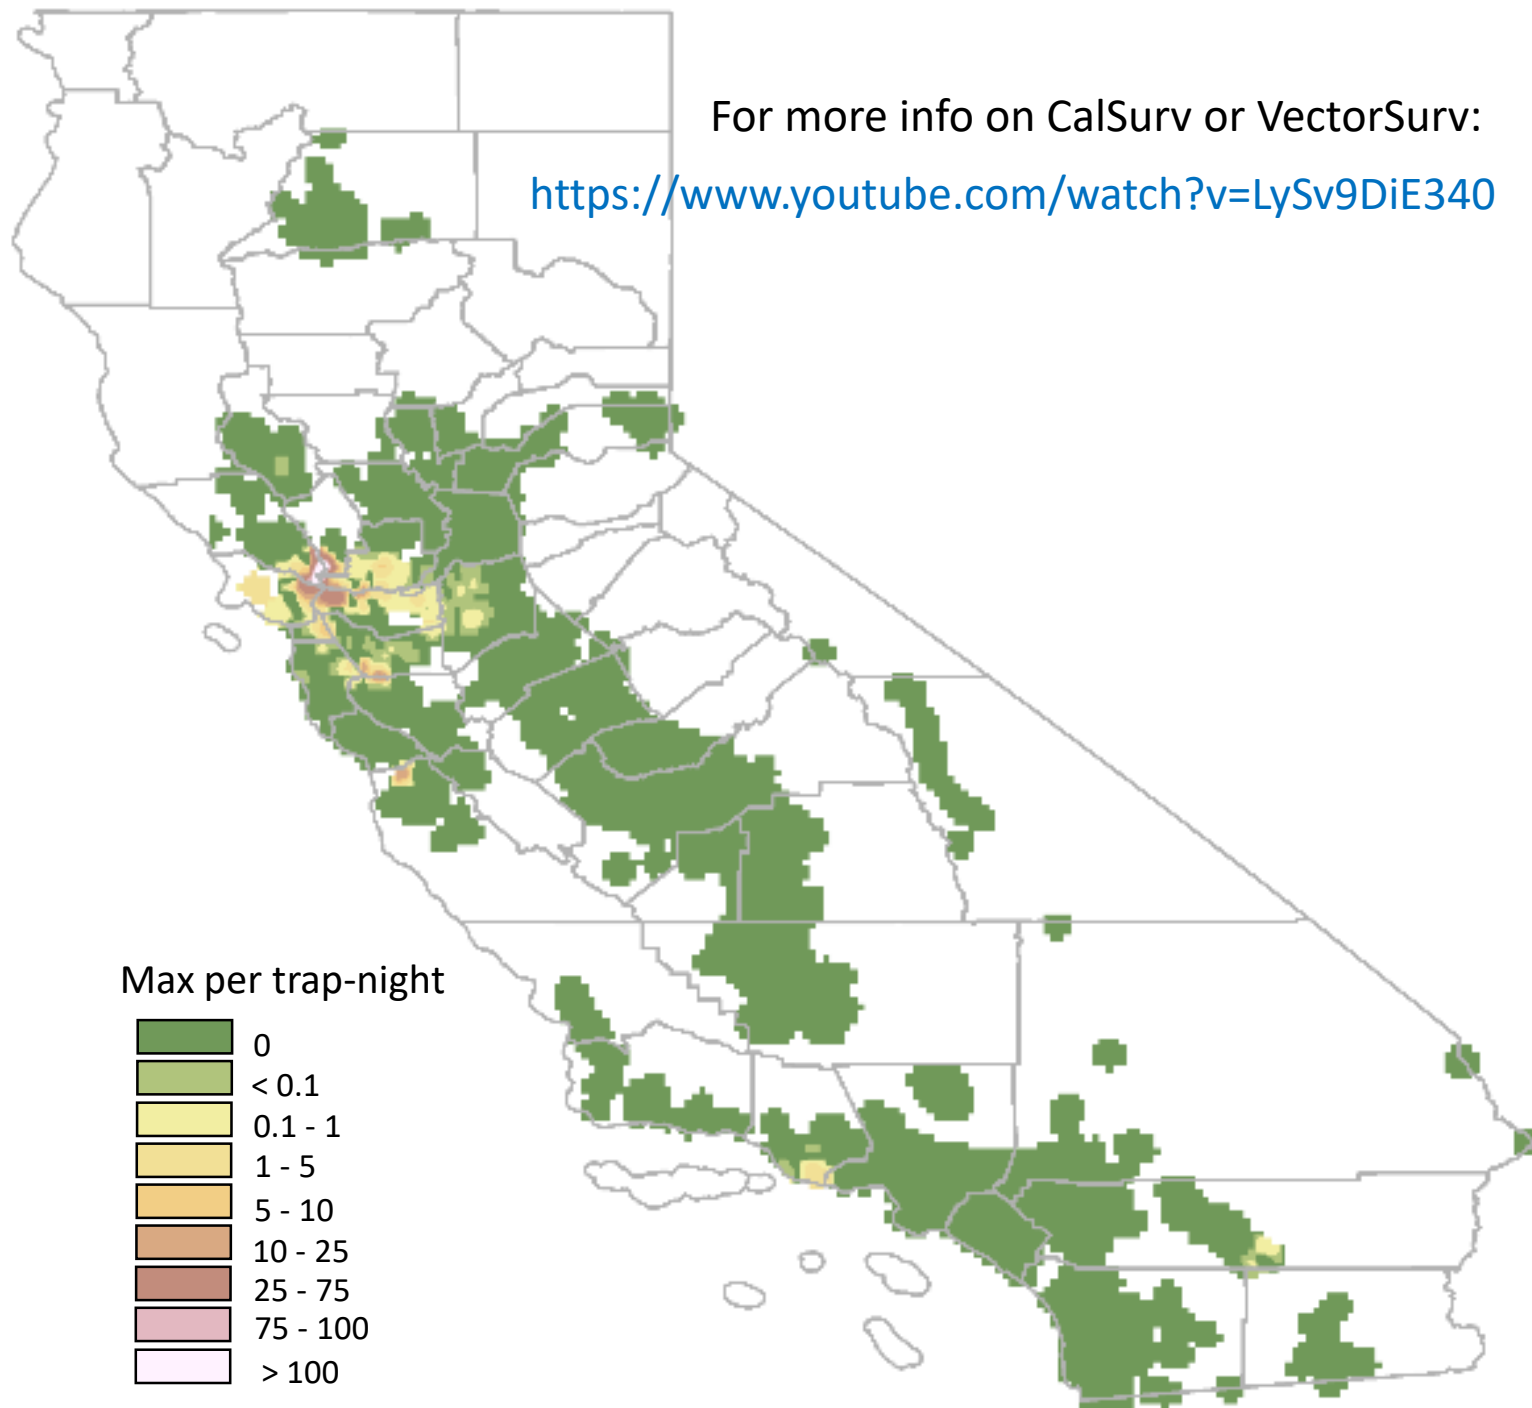 For more info on CalSurv or VectorSurv:
https://www.youtube.com/watch?v=LySv9DiE340
Max per trap-night
0
< 0.1
0.1 - 1
1 - 5
5 - 10
10 - 25
25 - 75
75 - 100
> 100